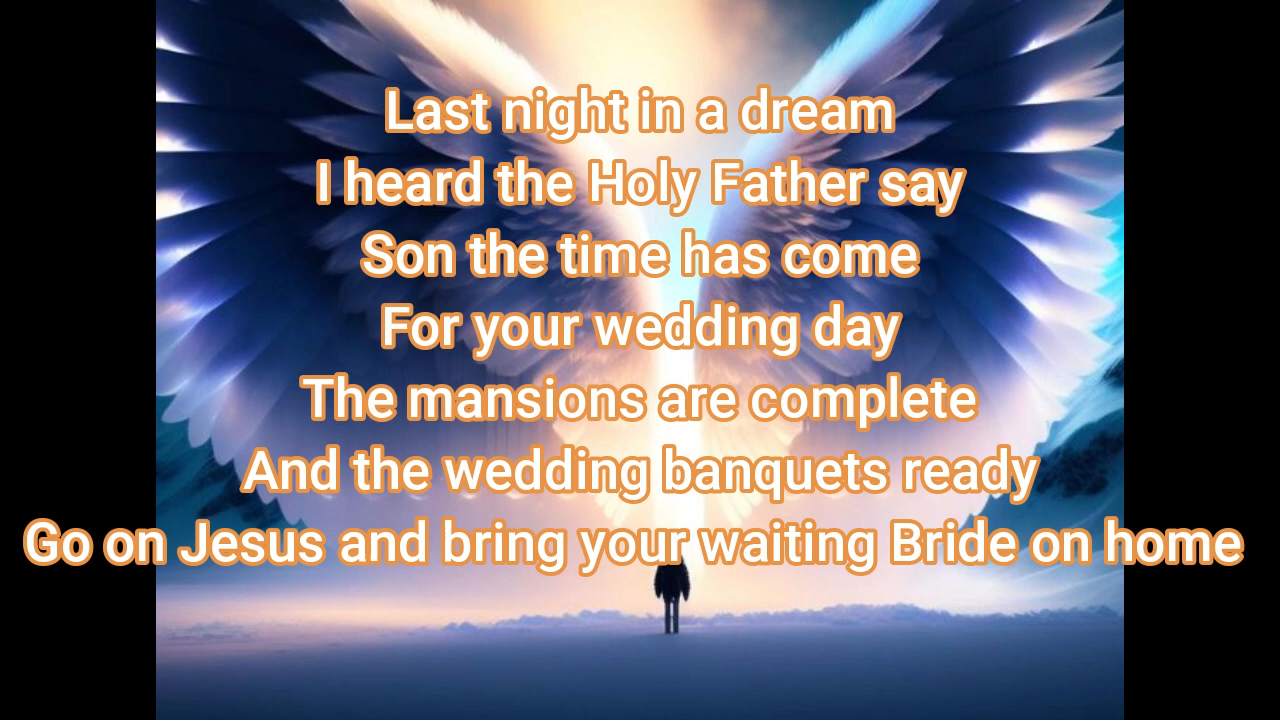 Last night in a dream
I heard the Holy Father say
Son the time has come
For your wedding day
The mansions are complete
And the wedding banquets ready
Go on Jesus and bring your waiting Bride on home